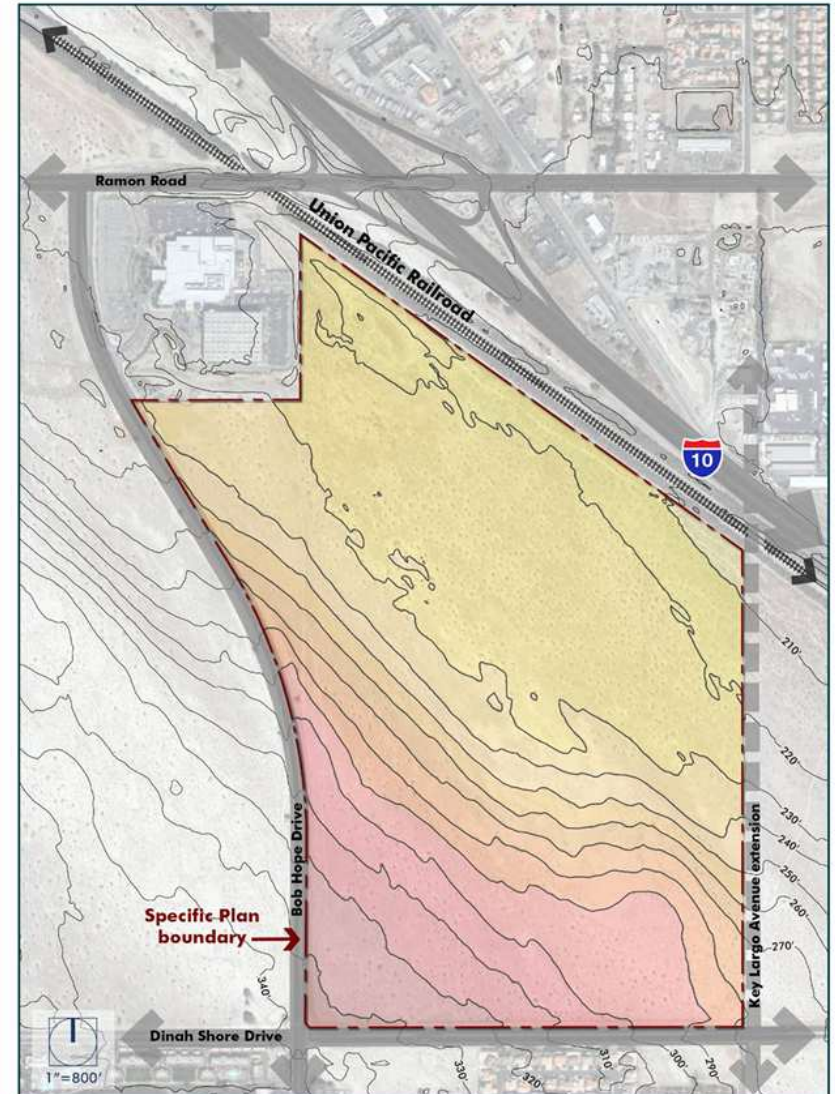 Ramon Road
Union Pacific Railroad
10
210'
220'
230'
240'
250'
260'
270'
Key Largo Avenue extension
Bob Hope Drive
Specific Plan
boundary
340'
Dinah Shore Drive
1"=800'
330'
320'
310'
300'
290'